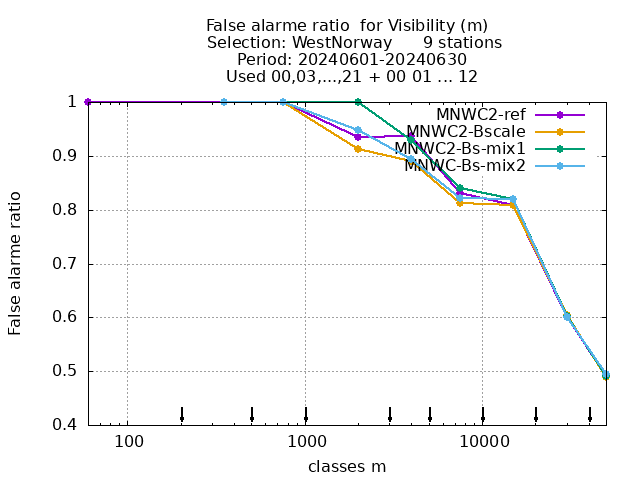 False alarme ratio  for Visibility (m)
Selection: WestNorway      9 stations
Period: 20240601-20240630
Used 00,03,...,21 + 00 01 ... 12
MNWC2-ref
MNWC2-Bscale
MNWC2-Bs-mix1
MNWC-Bs-mix2
False alarme ratio
1
0.9
0.8
0.7
0.6
0.5
0.4
100 1000 10000
classes m